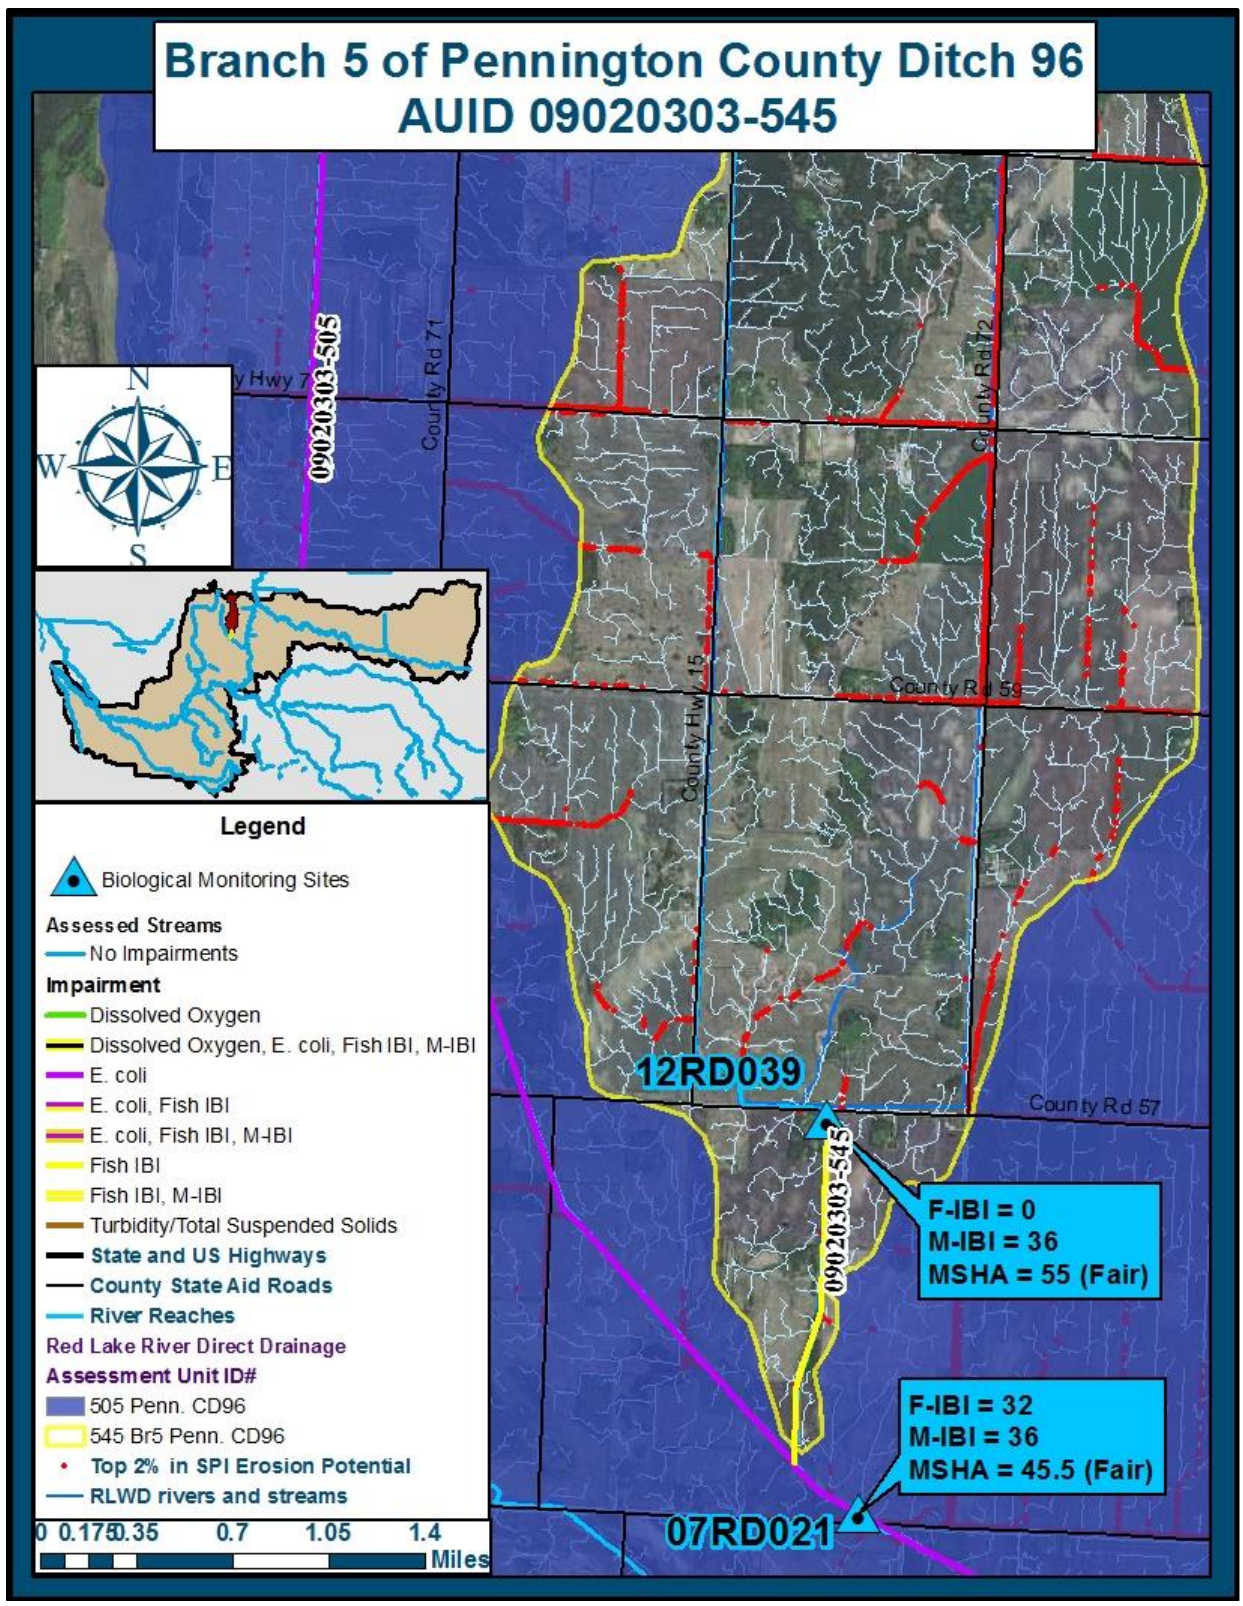 Branch 5 of Pennington County Ditch 96
AUID 09020303-545
09020303-505
County Rd 71
County Rd 72
y Hwy 7
N
W
E
S
County Hwy 15
County Rd 59
Legend
Biological Monitoring Sites
Assessed Streams
No Impairments
Impairment
Dissolved Oxygen
Dissolved Oxygen, E. coli, Fish IBI, M-IBI
E. coli
E. coli, Fish IBI
E. coli, Fish IBI, M-IBI
Fish IBI
Fish IBI, M-IBI
Turbidity/Total Suspended Solids
State and US Highways
County State Aid Roads
River Reaches
Red Lake River Direct Drainage
Assessment Unit ID#
505 Penn. CD96
545 Br5 Penn. CD96
Top 2% in SPI Erosion Potential
RLWD rivers and streams
0 0.175 0.35 0.7 1.05 1.4
Miles
12RD039
County Rd 57
09020303-545
F-IBI = 0
M-IBI = 36
MSHA = 55 (Fair)
F-IBI = 32
M-IBI = 36
MSHA = 45.5 (Fair)
07RD021